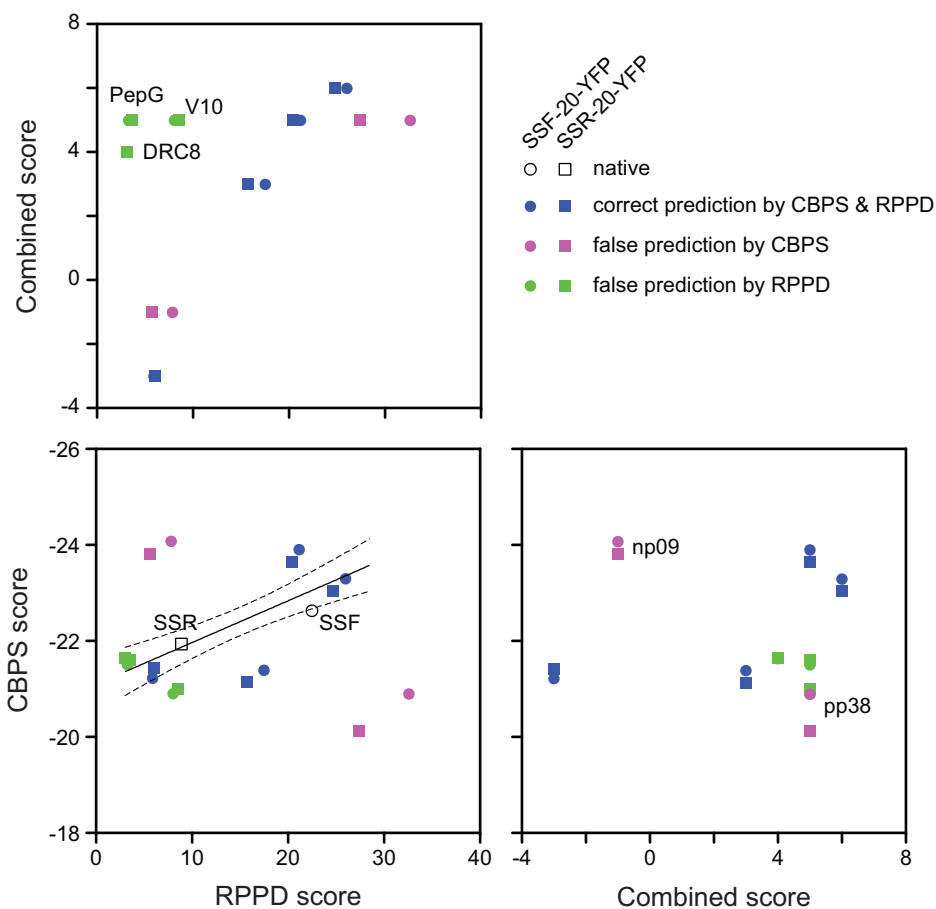 8
4
0
-4
Combined score
PepG
V10
DRC8
SSF-20-YFP
SSR-20-YFP
native
correct prediction by CBPS & RPPD
false prediction by CBPS
false prediction by RPPD
-26
-24
-22
-20
-18
CBPS score
SSR
SSF
0
10
20
30
40
RPPD score
np09
pp38
-4
0
4
8
Combined score